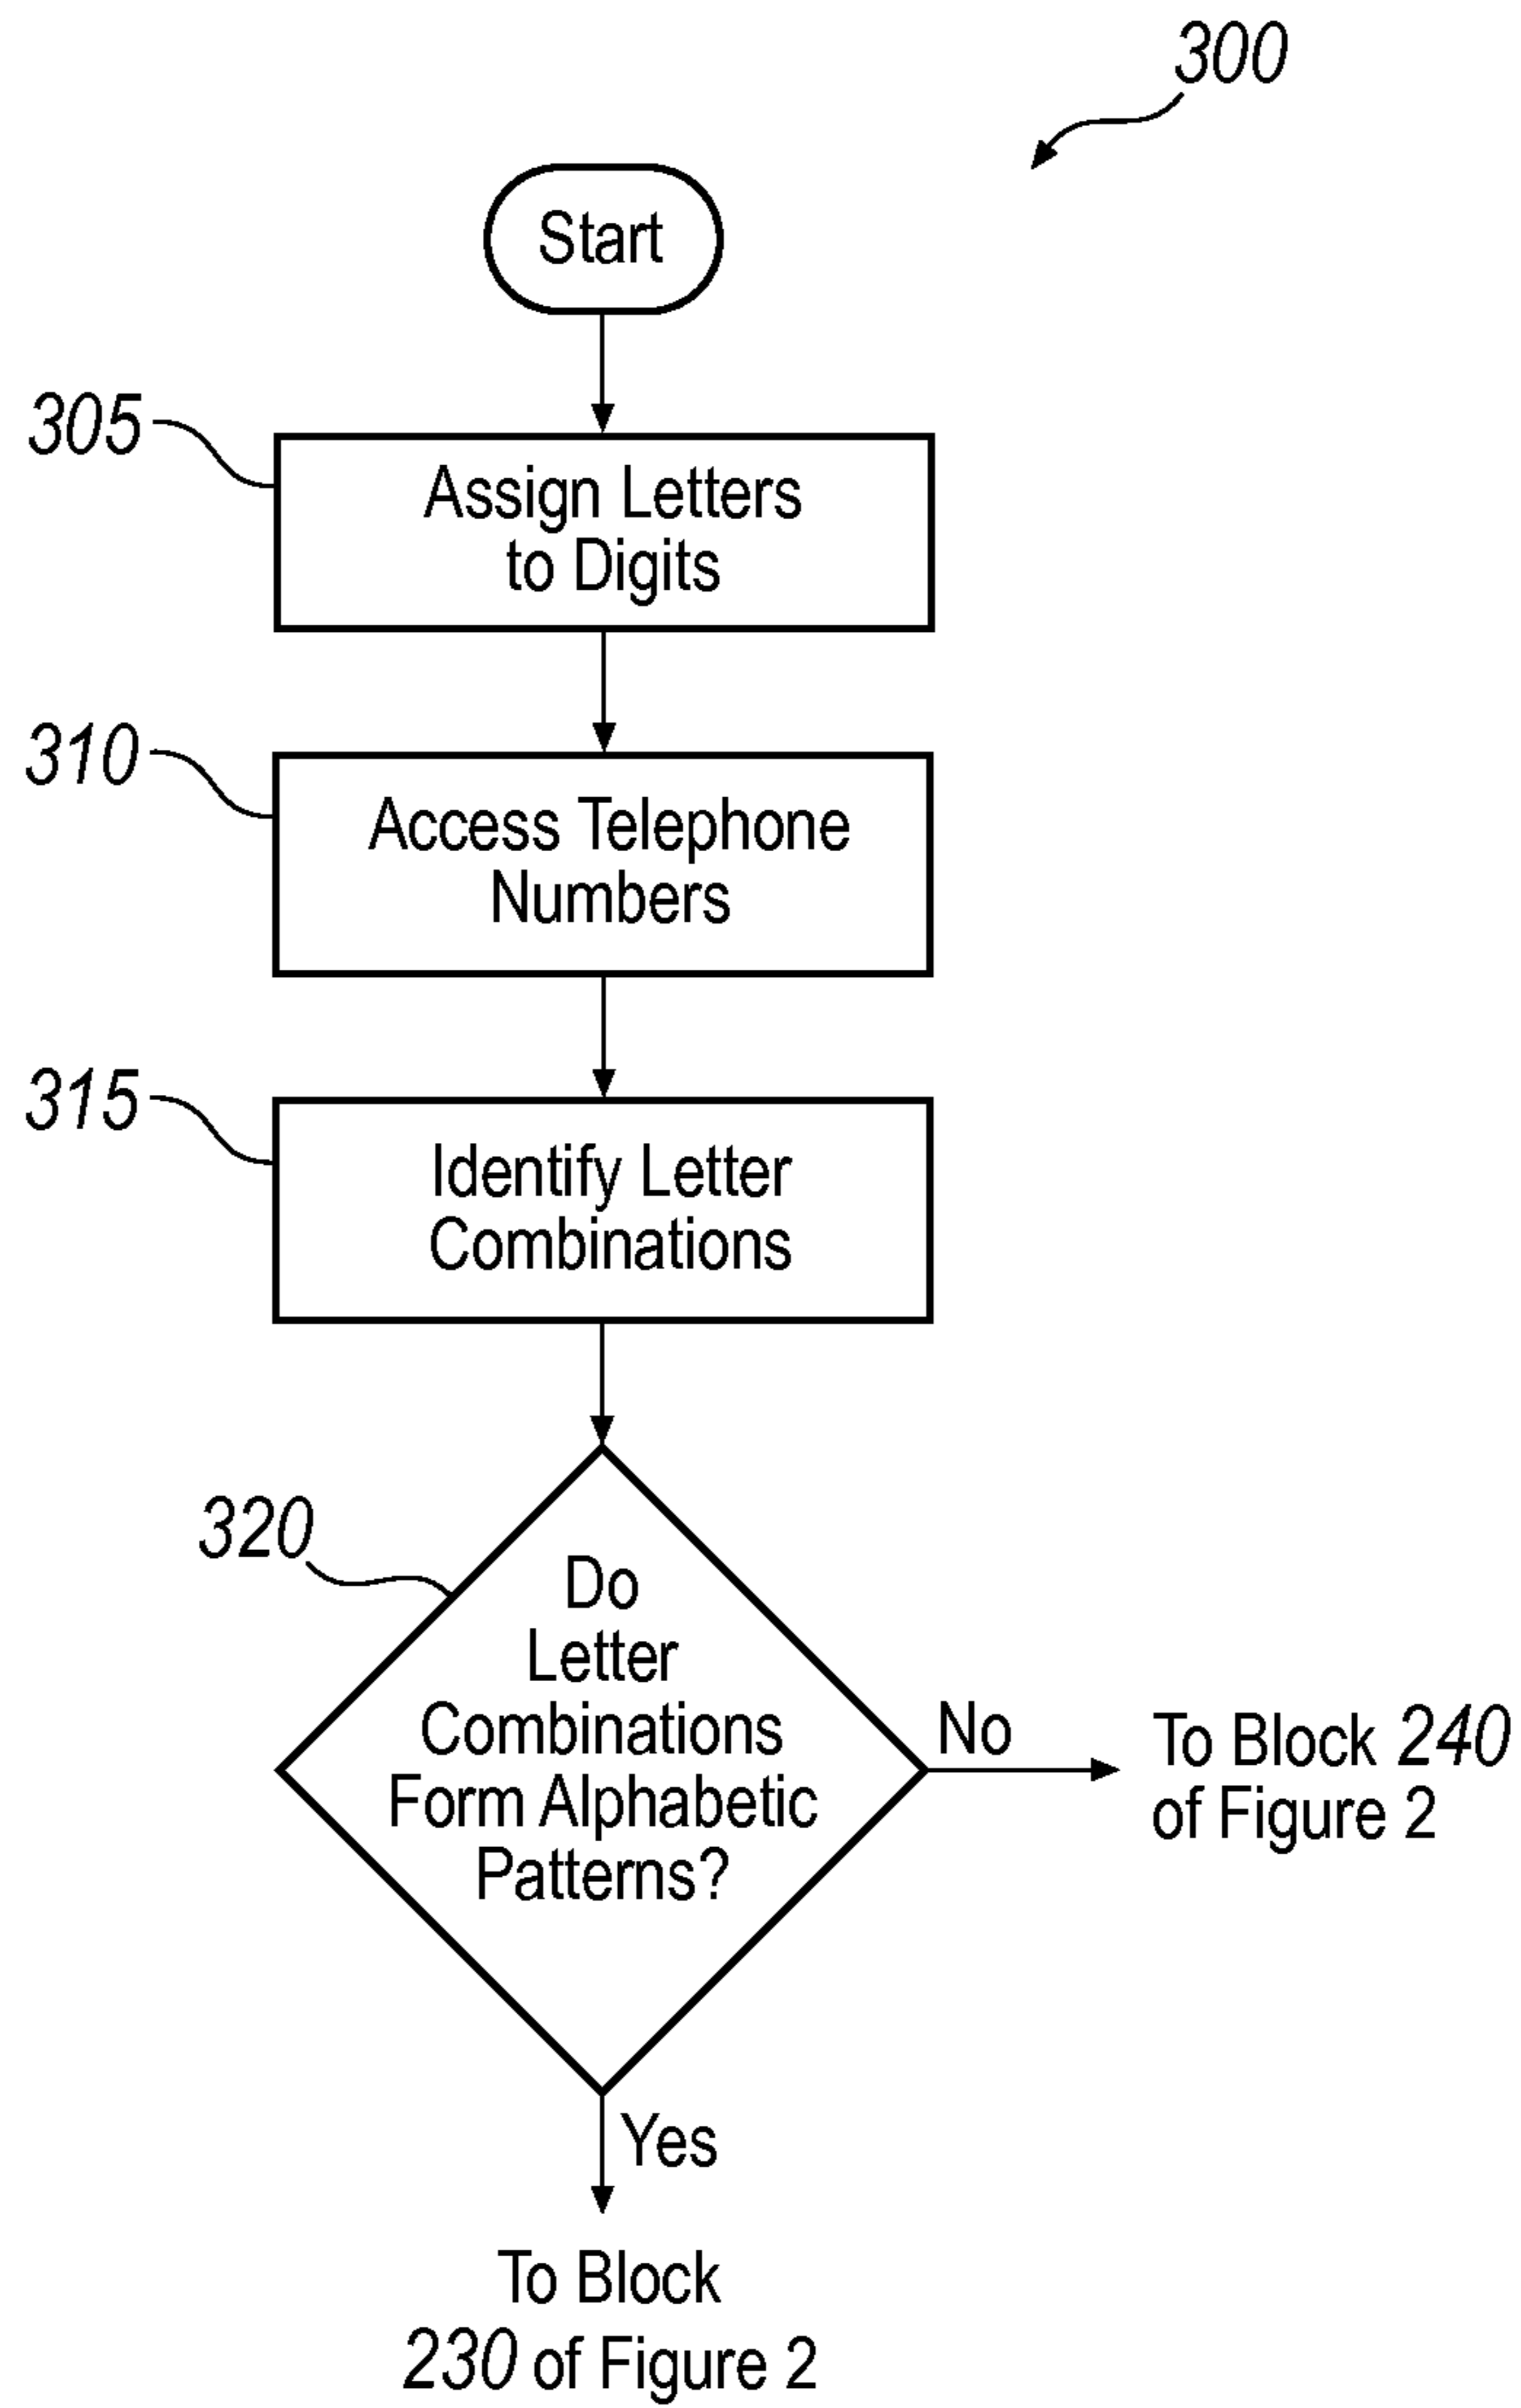 300
Start
305
Assign Letters
to Digits
310
Access Telephone
Numbers
315
Identify Letter
Combinations
320
Do
Letter
Combinations
Form Alphabetic
Patterns?
No
To Block 240
of Figure 2
Yes
To Block
230 of Figure 2